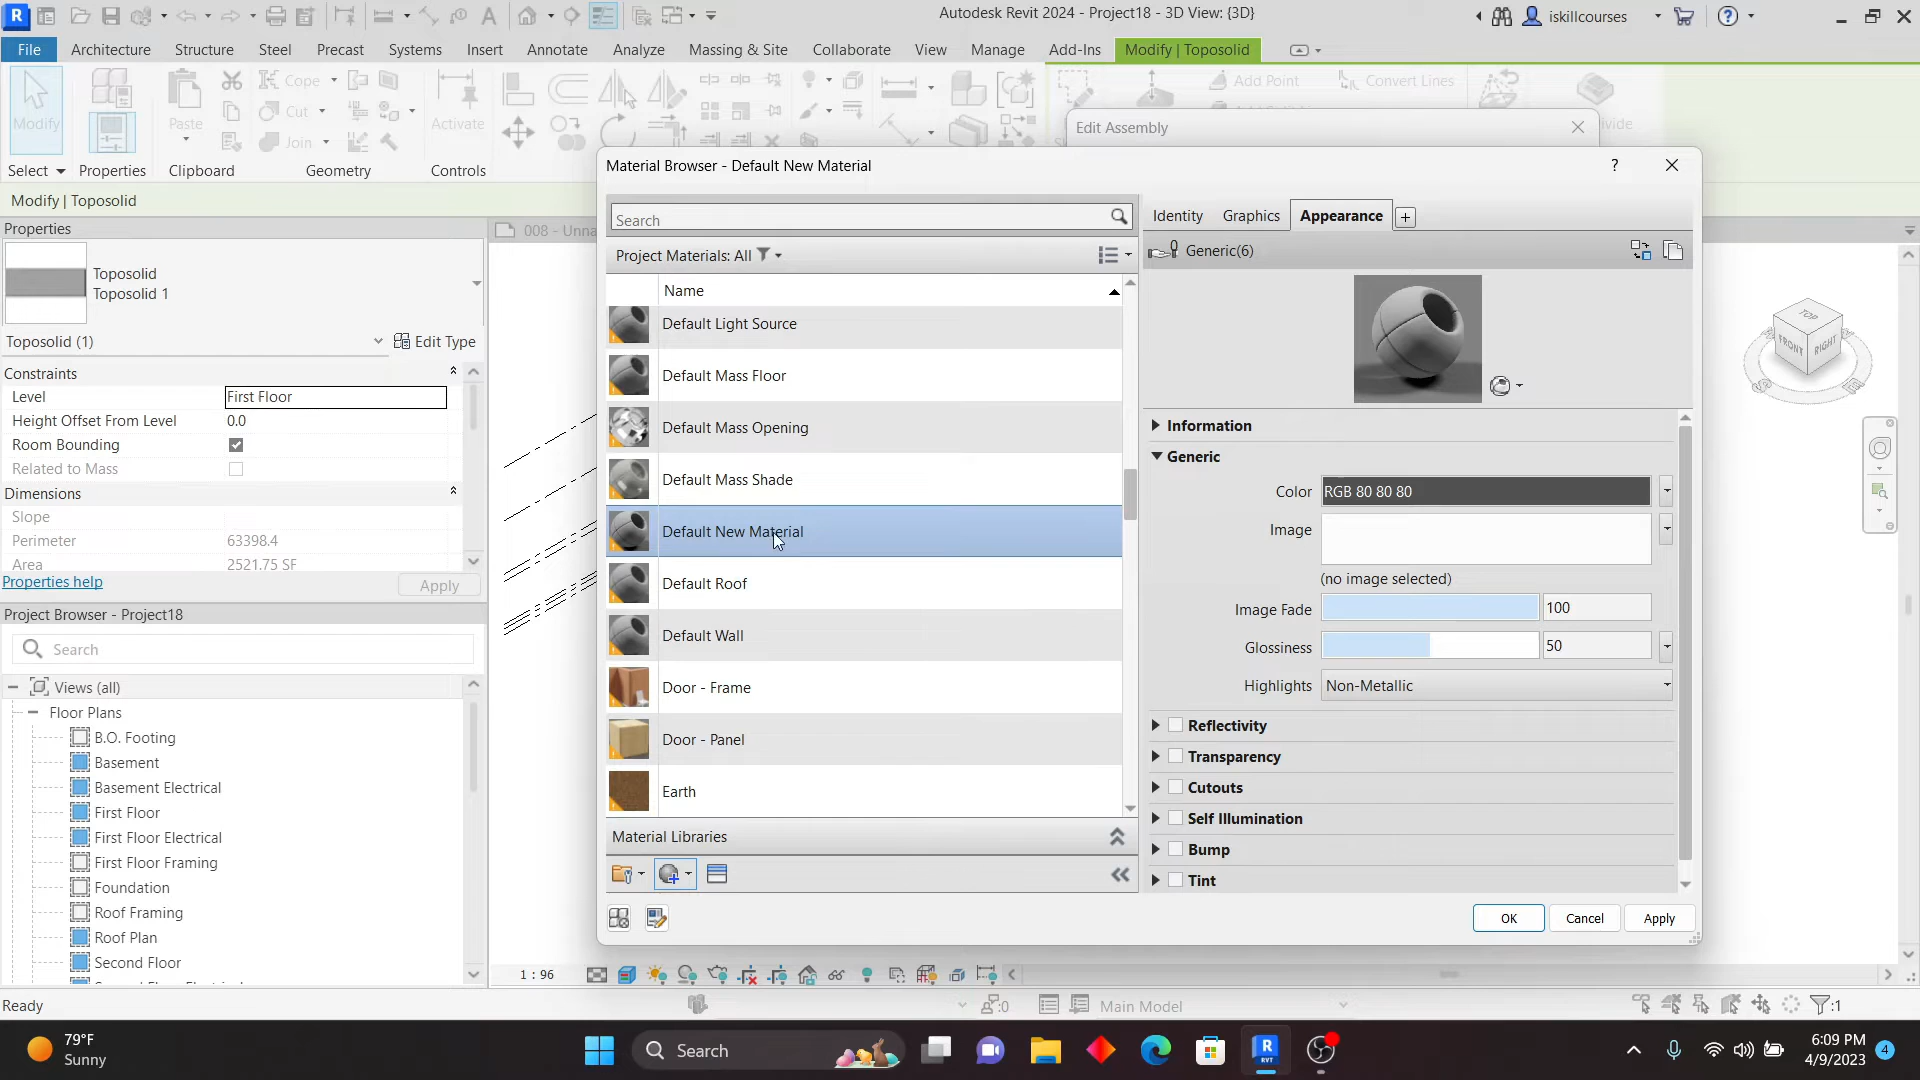 Autodesk Revit 2024 - Project18 - 3D View: {3D}
iskillcourses
File Architecture Structure Steel Precast Systems Insert Annotate Analyze Massing & Site Collaborate View Manage Add-Ins Modify | Toposolid
Cope
Add Point
Convert Lines
Modify
Cut
Paste
Activate
Join
Select Properties Clipboard Geometry Controls
Modify | Toposolid
Edit Assembly
Properties
Toposolid
Toposolid 1
Toposolid (1)
Edit Type
Constraints
Level First Floor
Height Offset From Level 0.0
Room Bounding
Related to Mass
Dimensions
Slope
Perimeter 63398.4
Area 2521.75 SF
Properties help Apply
Project Browser - Project18
Search
Views (all)
Floor Plans
B.O. Footing
Basement
Basement Electrical
First Floor
First Floor Electrical
First Floor Framing
Foundation
Roof Framing
Roof Plan
Second Floor
Ready
008 - Unna
Material Browser - Default New Material
?
Search
Project Materials: All
Name
Default Light Source
Default Mass Floor
Default Mass Opening
Default Mass Shade
Default New Material
Default Roof
Default Wall
Door - Frame
Door - Panel
Earth
Material Libraries
Identity Graphics Appearance +
Generic(6)
Information
Generic
Color RGB 80 80 80
Image
(no image selected)
Image Fade 100
Glossiness 50
Highlights Non-Metallic
Reflectivity
Transparency
Cutouts
Self Illumination
Bump
Tint
OK Cancel Apply
TOP
FRONT RIGHT
S E
1 : 96
:0
Main Model
:1
79°F
Sunny
Search
R
RVT
6:09 PM
4/9/2023
4